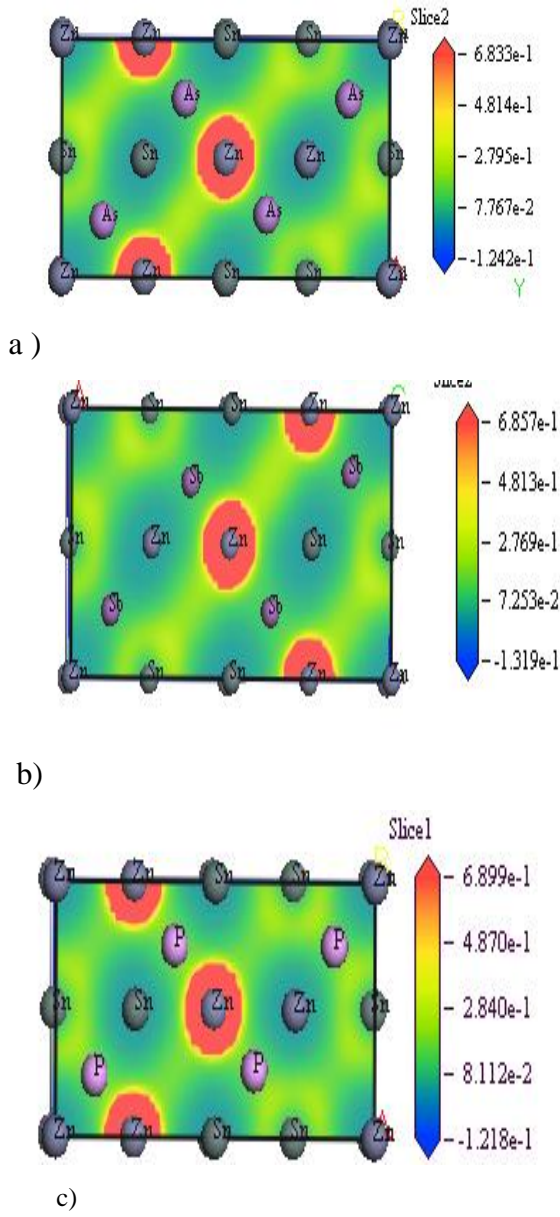 Slice2
Zn Zn Sn Sn Zn
6.833e-1
As As
4.814e-1
Sn Sn Zn Zn Sn
2.795e-1
As As
7.767e-2
Zn Zn Sn Sn Zn
-1.242e-1
Y
a )
Zn Sn Sn Zn Zn
6.857e-1
Sb Sb
4.813e-1
Sn Zn Zn Sn Sn
2.769e-1
Sb Sb
7.253e-2
Zn Sn Sn Zn Zn
-1.319e-1
b)
Slice1
Zn Zn Sn Sn Zn
6.899e-1
P P
4.870e-1
Sn Sn Zn Zn Sn
2.840e-1
P P
8.112e-2
Zn Zn Sn Sn Zn
-1.218e-1
c)